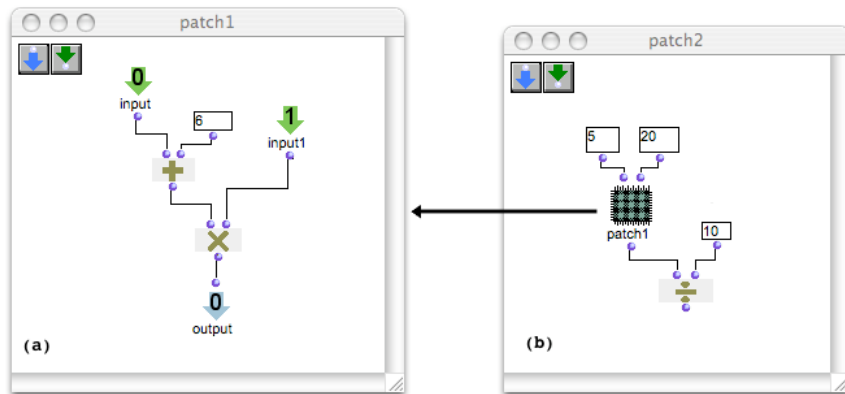 patch1
0
input
6
1
input1
0
output
(a)
patch2
5
20
patch1
10
(b)